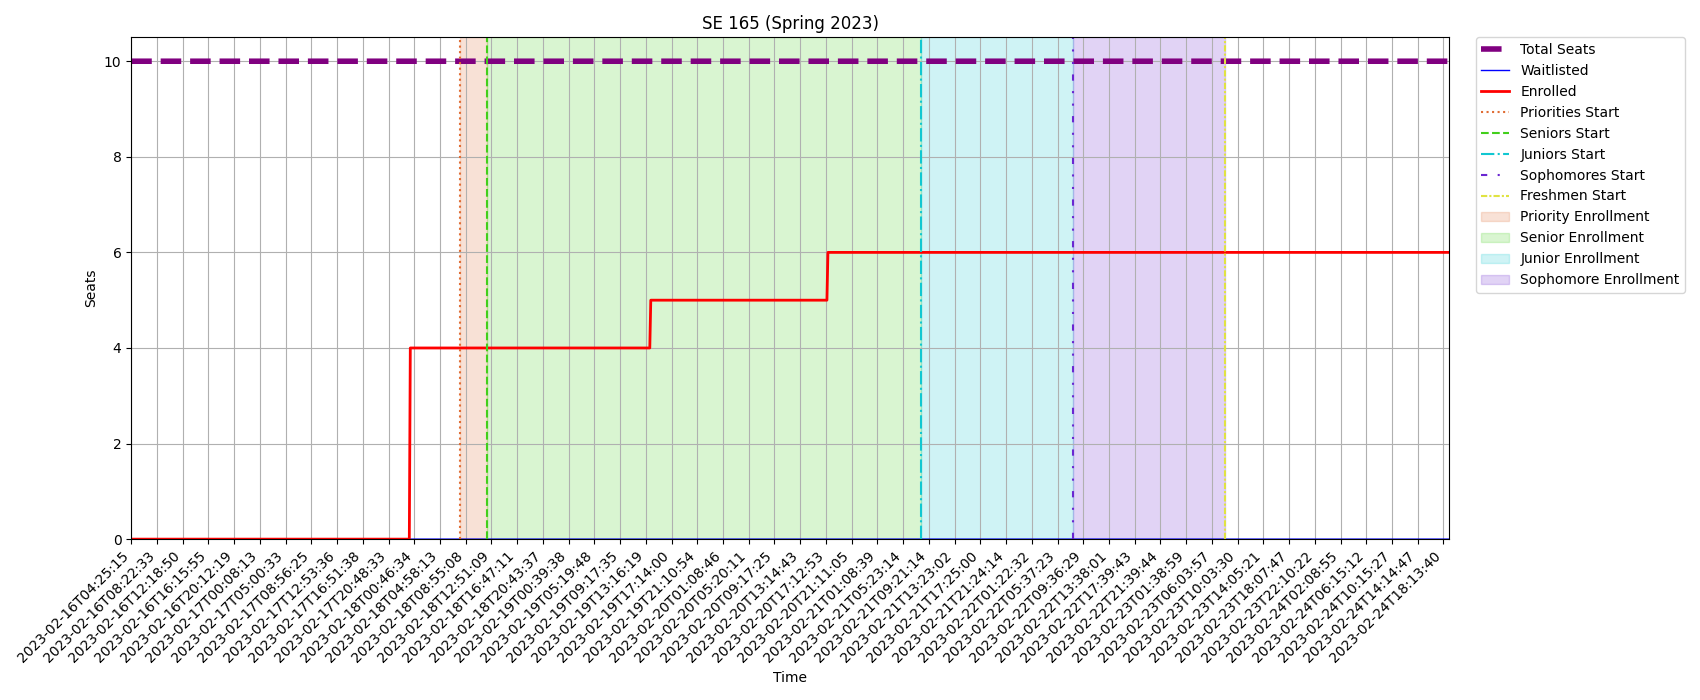 SE 165 (Spring 2023)
10
8
6
4
2
0
Seats
2023-02-16T04:25:15
2023-02-16T08:22:33
2023-02-16T12:18:50
2023-02-16T16:15:55
2023-02-16T20:12:19
2023-02-17T00:08:13
2023-02-17T05:00:33
2023-02-17T08:56:25
2023-02-17T12:53:36
2023-02-17T16:51:38
2023-02-17T20:48:33
2023-02-18T00:46:34
2023-02-18T04:58:13
2023-02-18T08:55:08
2023-02-18T12:51:09
2023-02-18T16:47:11
2023-02-18T20:43:37
2023-02-19T00:39:38
2023-02-19T05:19:48
2023-02-19T09:17:35
2023-02-19T13:16:19
2023-02-19T17:14:00
2023-02-19T21:10:54
2023-02-20T01:08:46
2023-02-20T05:20:11
2023-02-20T09:17:25
2023-02-20T13:14:43
2023-02-20T17:12:53
2023-02-20T21:11:05
2023-02-21T01:08:39
2023-02-21T05:23:14
2023-02-21T09:21:14
2023-02-21T13:23:02
2023-02-21T17:25:00
2023-02-21T21:24:14
2023-02-22T01:22:32
2023-02-22T05:37:23
2023-02-22T09:36:29
2023-02-22T13:38:01
2023-02-22T17:39:43
2023-02-22T21:39:44
2023-02-23T01:38:59
2023-02-23T06:03:57
2023-02-23T10:03:30
2023-02-23T14:05:21
2023-02-23T18:07:47
2023-02-23T22:10:22
2023-02-24T02:08:55
2023-02-24T06:15:12
2023-02-24T10:15:27
2023-02-24T14:14:47
2023-02-24T18:13:40
Time
Total Seats
Waitlisted
Enrolled
Priorities Start
Seniors Start
Juniors Start
Sophomores Start
Freshmen Start
Priority Enrollment
Senior Enrollment
Junior Enrollment
Sophomore Enrollment